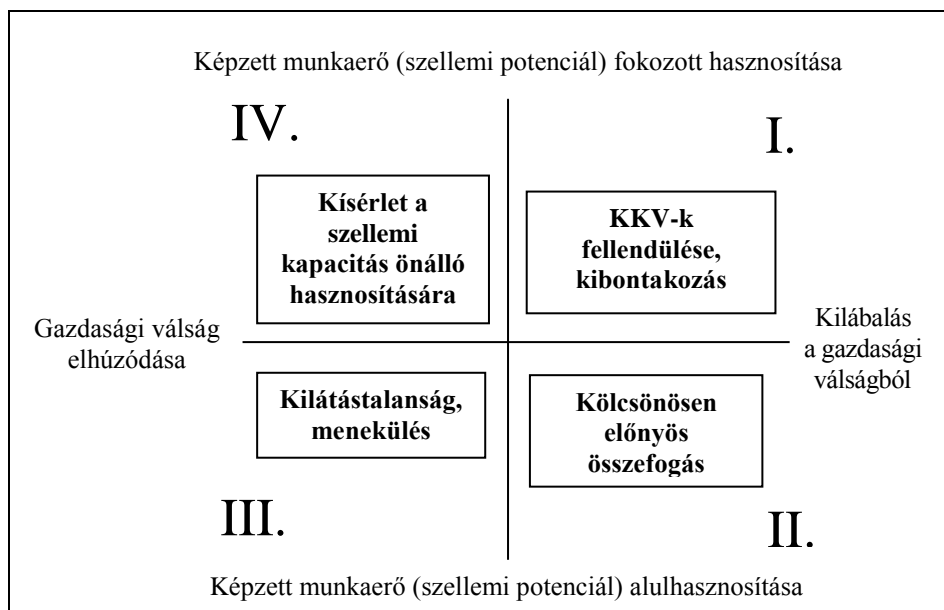 Képzett munkaerő (szellemi potenciál) fokozott hasznosítása
IV.
I.
Kísérlet a
szellemi
kapacitás önálló
hasznosítására
KKV-k
fellendülése,
kibontakozás
Gazdasági válság
elhúzódása
Kilábalás
a gazdasági
válságból
Kilátástalanság,
menekülés
Kölcsönösen
előnyös
összefogás
III.
II.
Képzett munkaerő (szellemi potenciál) alulhasznosítása